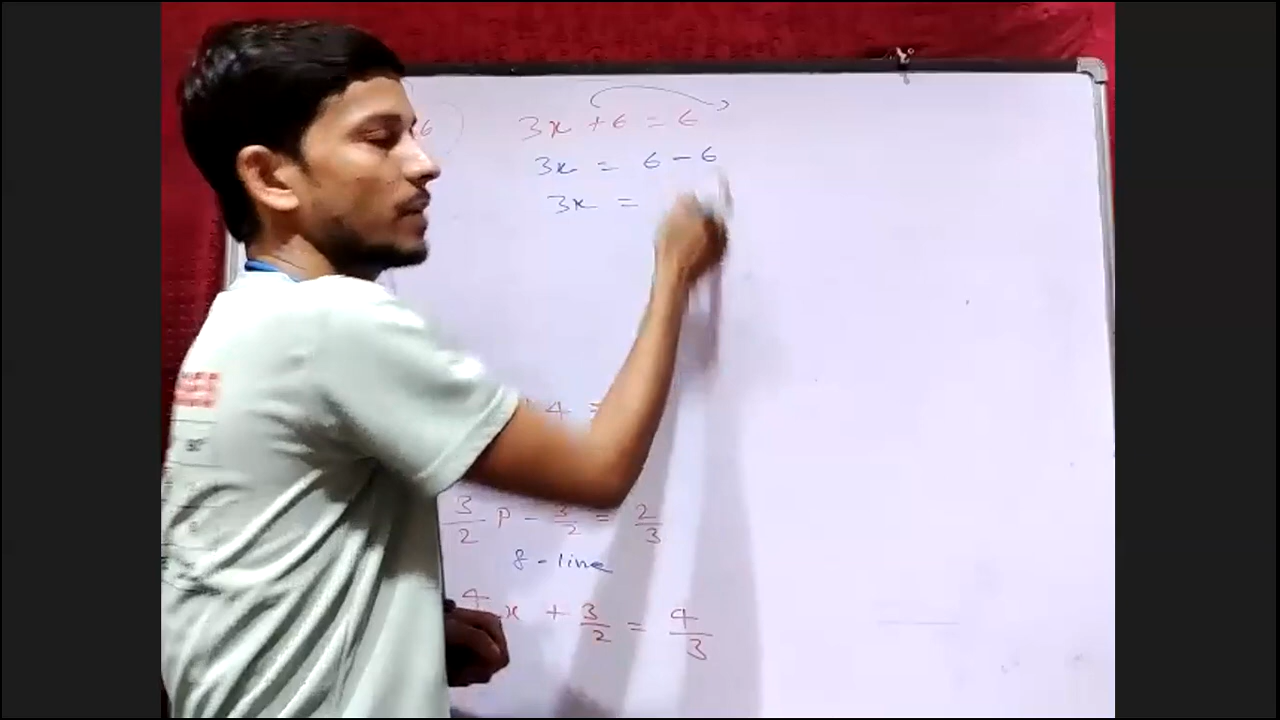 6
3x + 6 = 6
3x = 6 - 6
3x =
4 =
3/2 P - 3/2 = 2/3
8 - line
4 x + 3/2 = 4/3